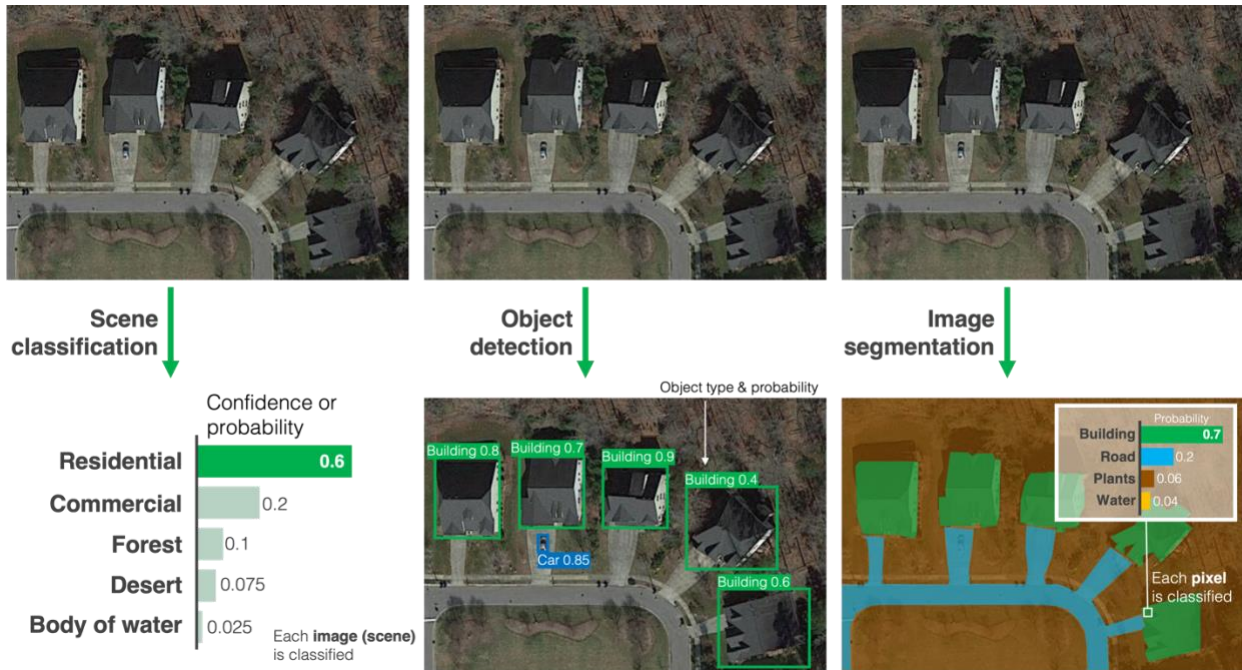 Scene
classification
Object
detection
Image
segmentation
Confidence or
probability
Residential 0.6
Commercial 0.2
Forest 0.1
Desert 0.075
Body of water 0.025
Each image (scene)
is classified
Object type & probability
Building 0.8
Building 0.7
Building 0.9
Building 0.4
Car 0.85
Building 0.6
Probability
Building 0.7
Road 0.2
Plants 0.06
Water 0.04
Each pixel
is classified